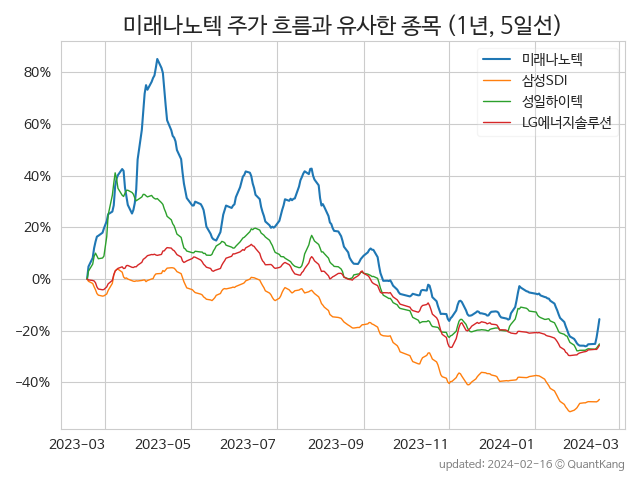 미래나노텍 주가 흐름과 유사한 종목 (1년, 5일선)
미래나노텍
삼성SDI
성일하이텍
LG에너지솔루션
80%
60%
40%
20%
0%
−20%
−40%
2023-03 2023-05 2023-07 2023-09 2023-11 2024-01 2024-03
updated: 2024-02-16 © QuantKang